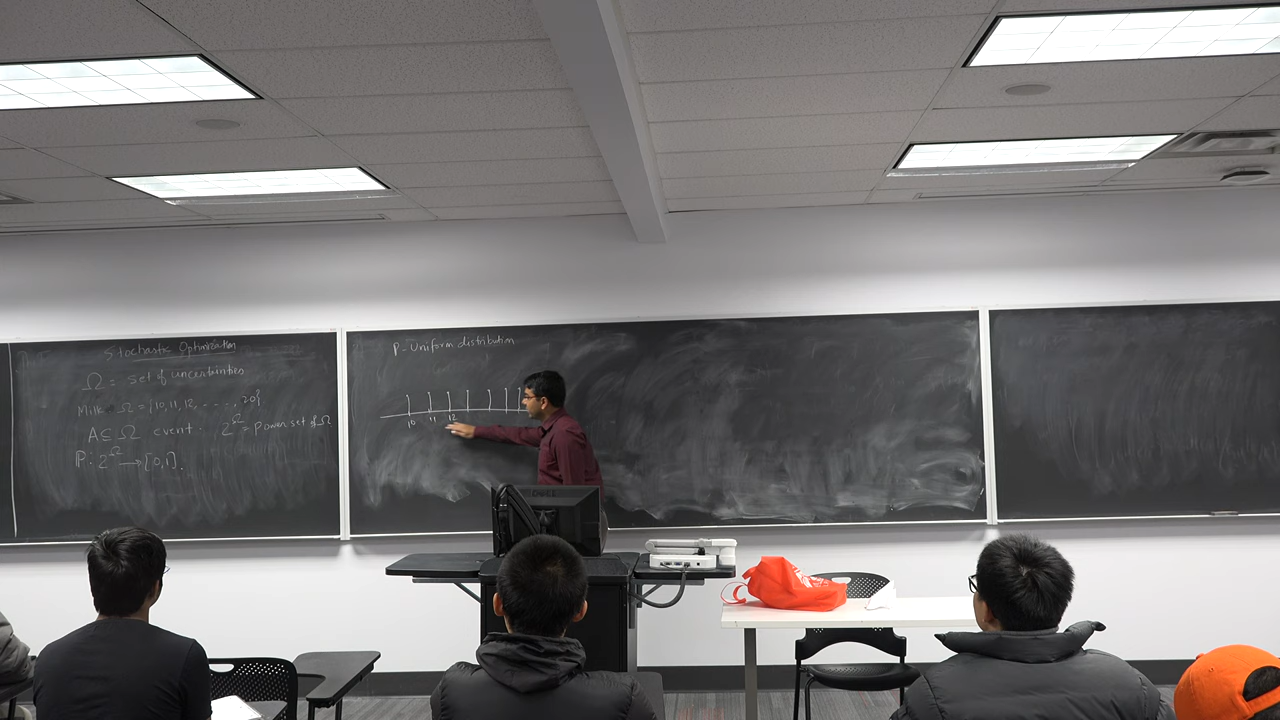 Stochastic Optimization
Ω = set of uncertainties
Milk Ω = {10, 11, 12, ....., 20}
A ⊆ Ω event. 2^Ω = Power set of Ω
P: 2^Ω → [0,1].
P - Uniform distribution
10 11 12